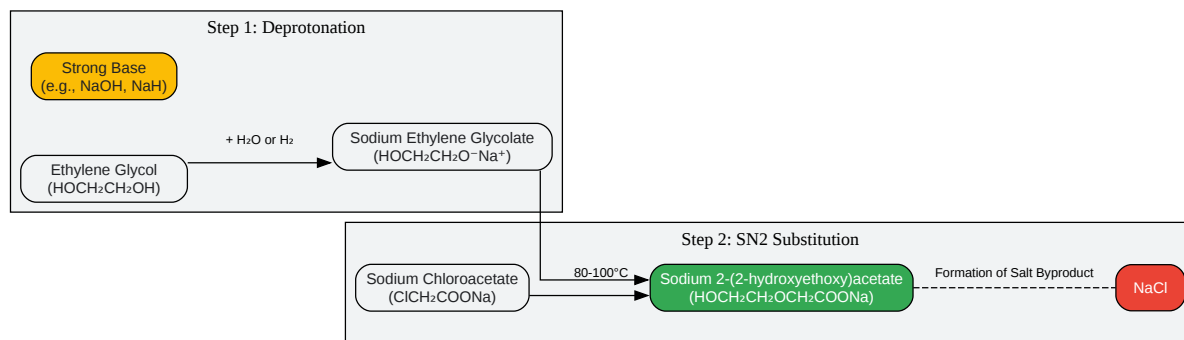 Step 1: Deprotonation
Strong Base
(e.g., NaOH, NaH)
+ H₂O or H₂
Sodium Ethylene Glycolate
(HOCH₂CH₂O⁻Na⁺)
Ethylene Glycol
(HOCH₂CH₂OH)
Step 2: SN2 Substitution
Sodium Chloroacetate
(ClCH₂COONa)
80-100°C
Sodium 2-(2-hydroxyethoxy)acetate
(HOCH₂CH₂OCH₂COONa)
Formation of Salt Byproduct
NaCl